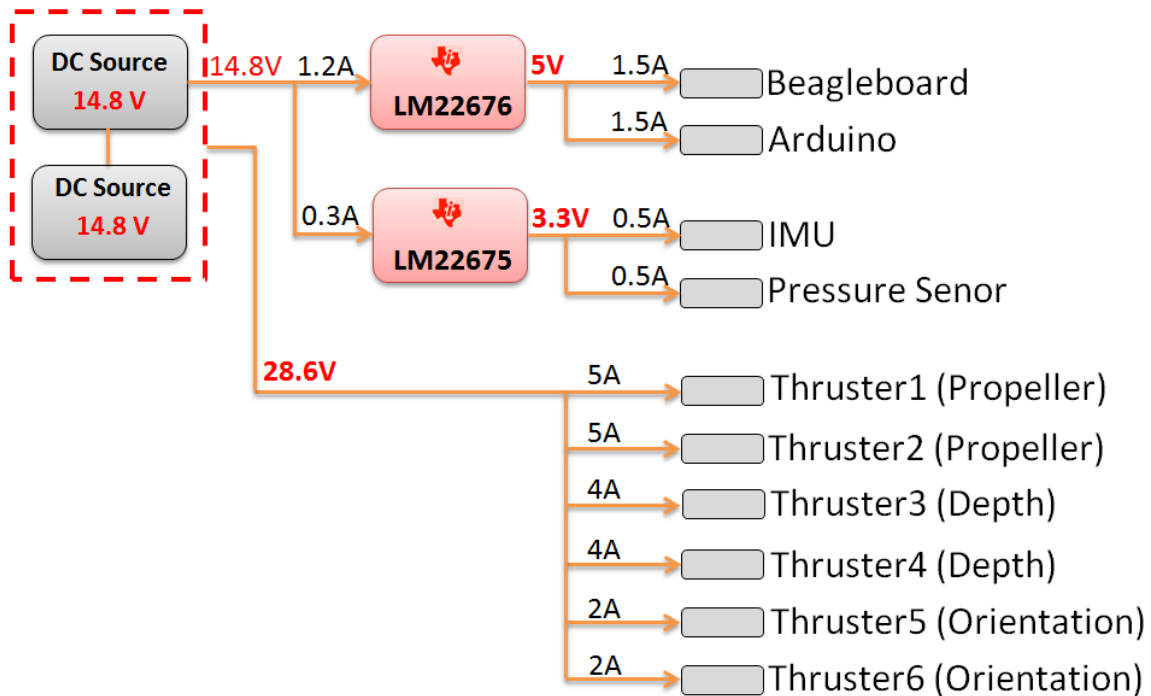 DC Source
14.8 V
DC Source
14.8 V
14.8V 1.2A
LM22676
5V 1.5A
Beagleboard
1.5A
Arduino
0.3A
LM22675
3.3V 0.5A
IMU
0.5A
Pressure Senor
28.6V
5A
Thruster1 (Propeller)
5A
Thruster2 (Propeller)
4A
Thruster3 (Depth)
4A
Thruster4 (Depth)
2A
Thruster5 (Orientation)
2A
Thruster6 (Orientation)